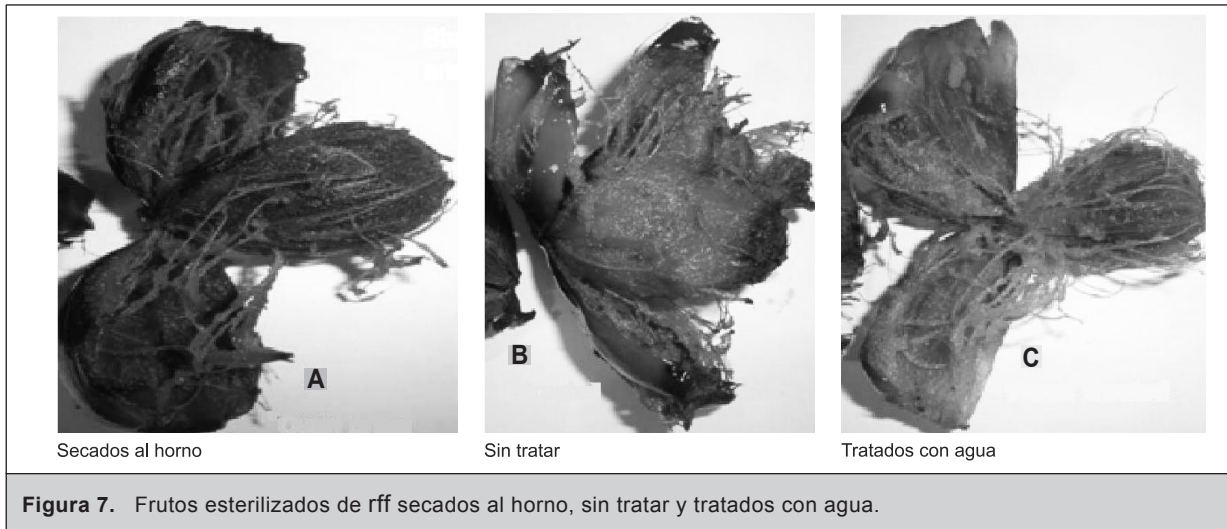 A
B
C
Secados al horno
Sin tratar
Tratados con agua
Figura 7. Frutos esterilizados de rff secados al horno, sin tratar y tratados con agua.